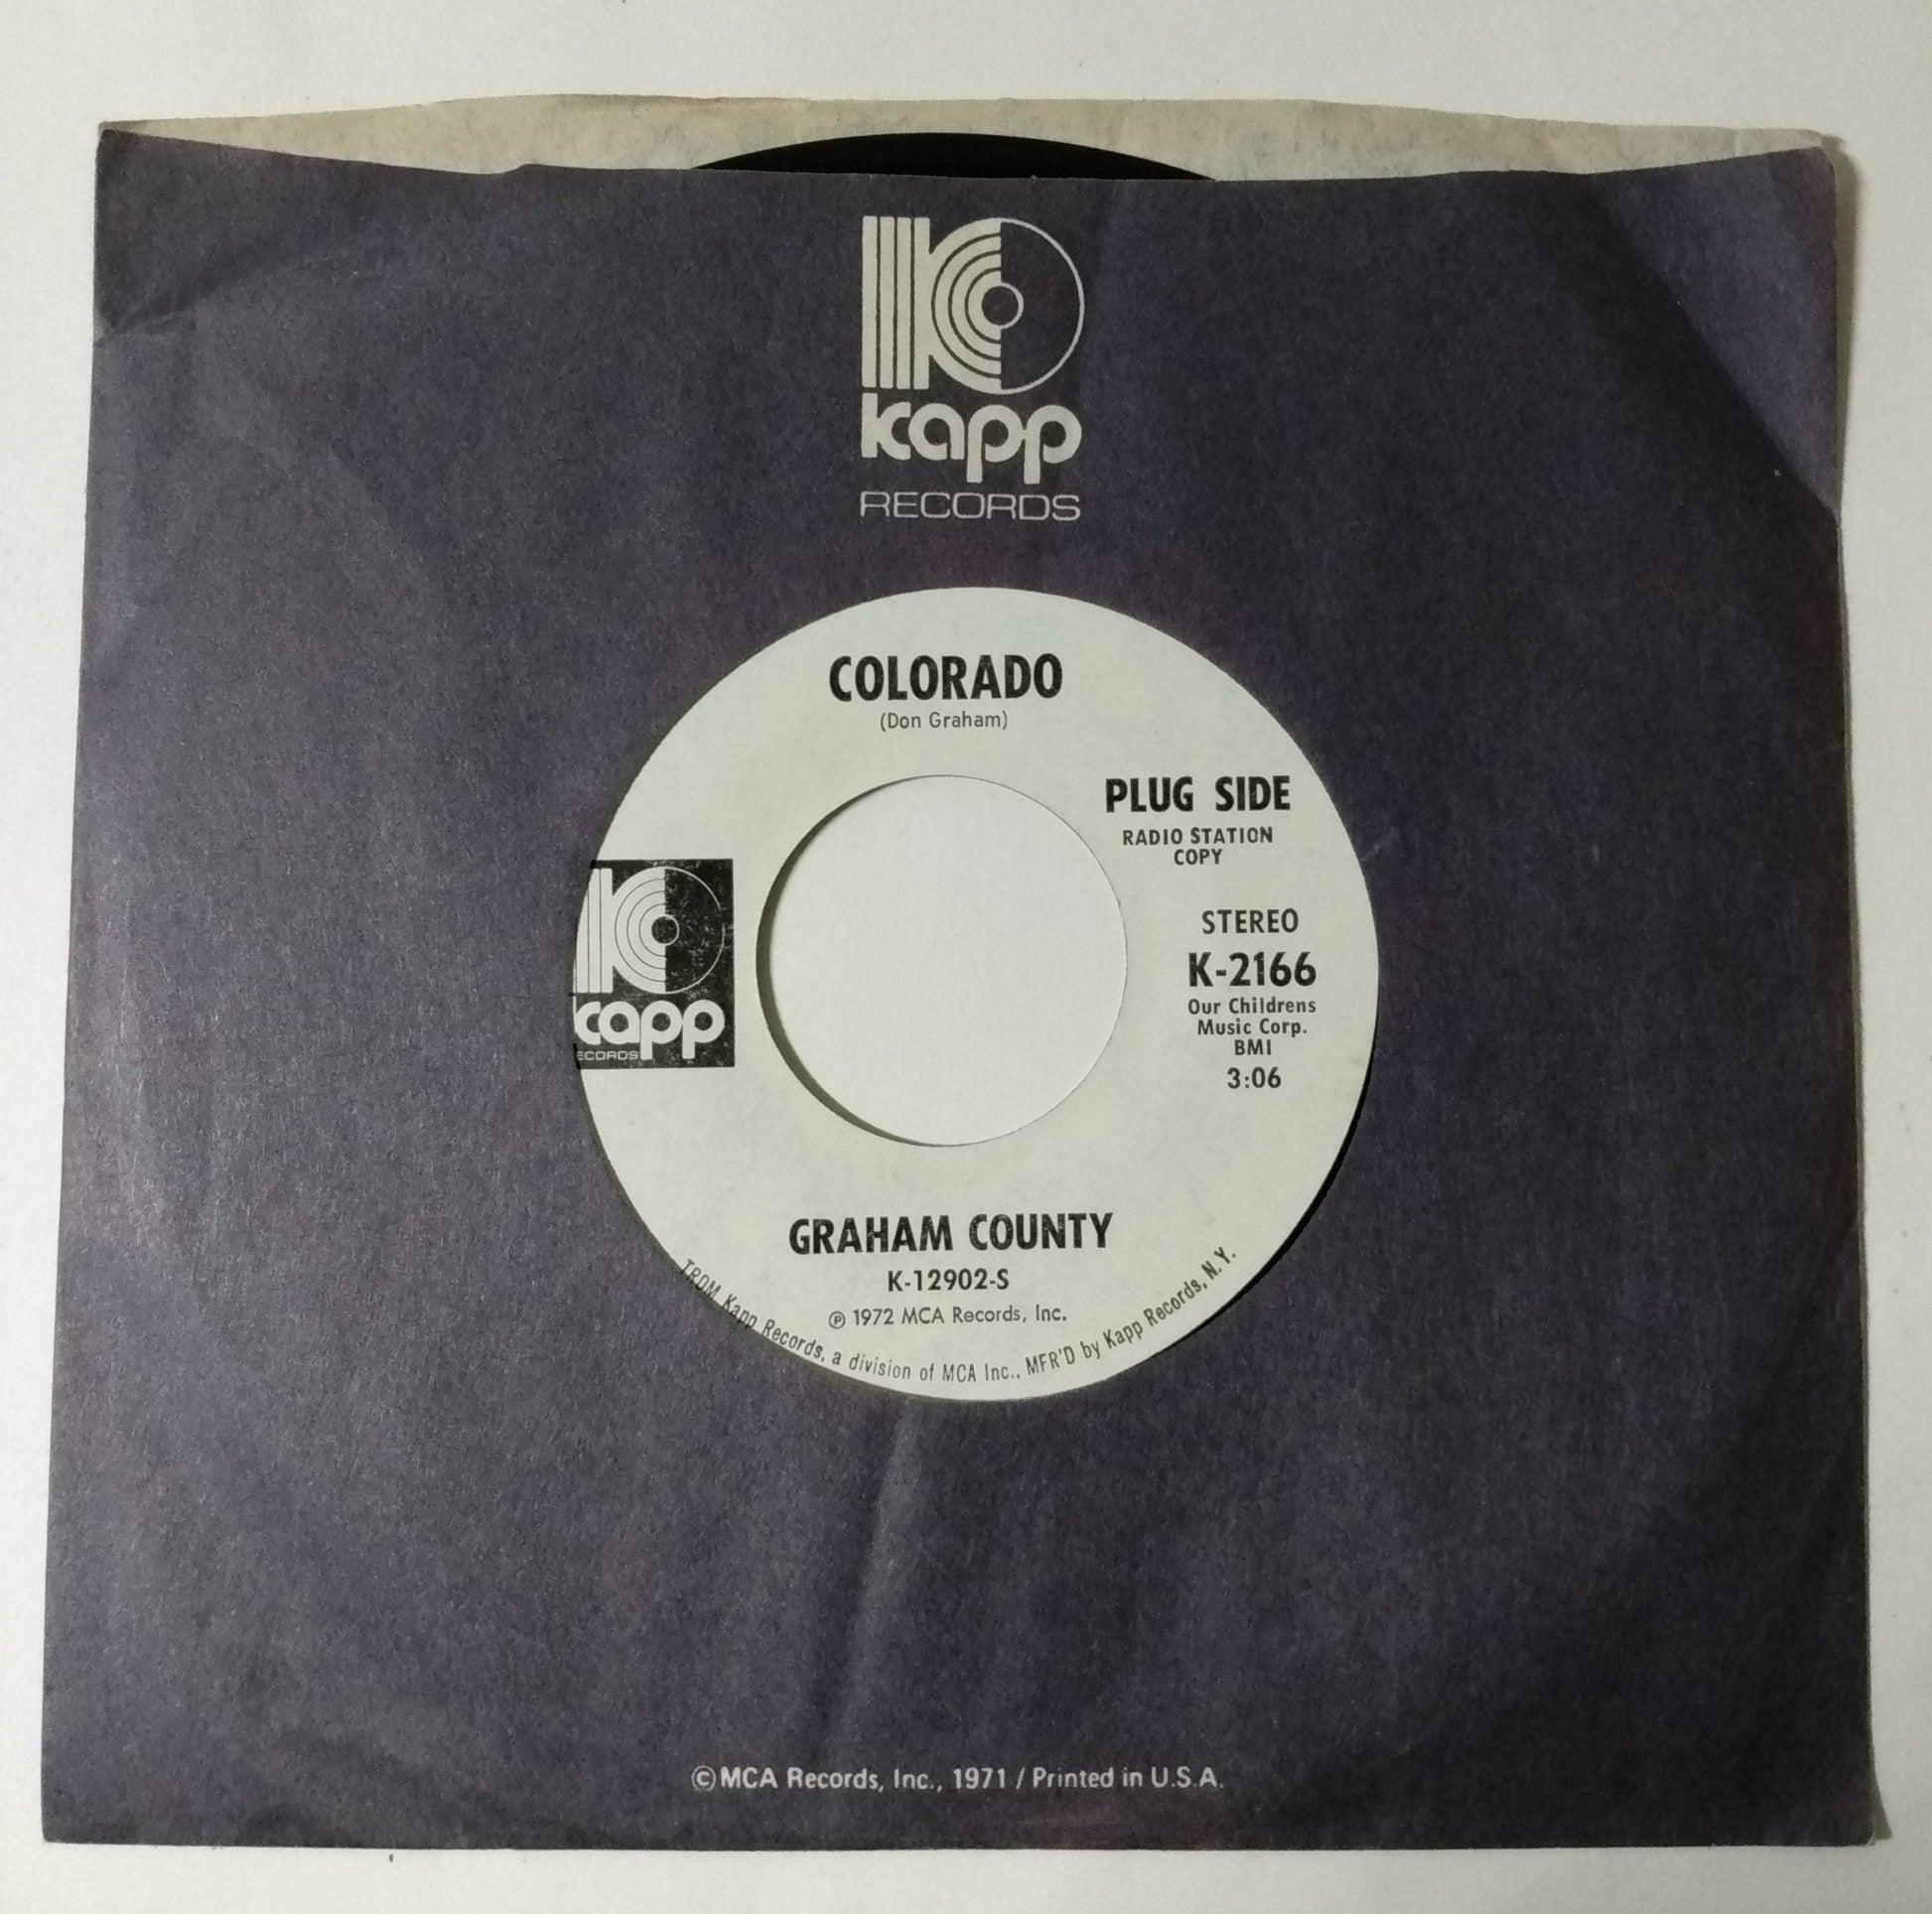 kapp
RECORDS
COLORADO
(Don Graham)
PLUG SIDE
RADIO STATION
COPY
STEREO
K-2166
Our Childrens
Music Corp.
BMI
3:06
kapp
ECORDS
GRAHAM COUNTY
K-12902-S
℗ 1972 MCA Records, Inc.
TRDM Kapp Records, a division of MCA Inc., MFR'D by Kapp Records, N.Y.
©MCA Records, Inc., 1971 / Printed in U.S.A.